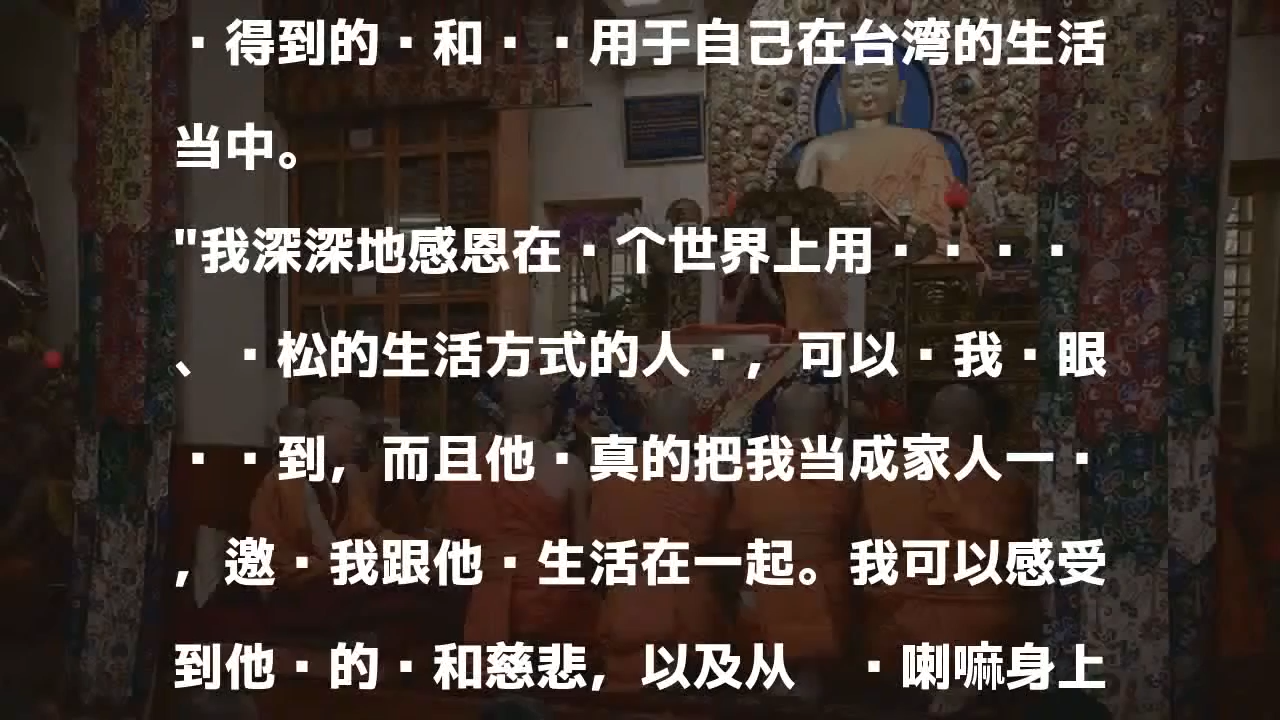 ·得到的·和··用于自己在台湾的生活
当中。
"我深深地感恩在·个世界上用····
、·松的生活方式的人·，可以·我·眼
··到，而且他·真的把我当成家人一·
，邀·我跟他·生活在一起。我可以感受
到他·的·和慈悲，以及从 ·喇嘛身上